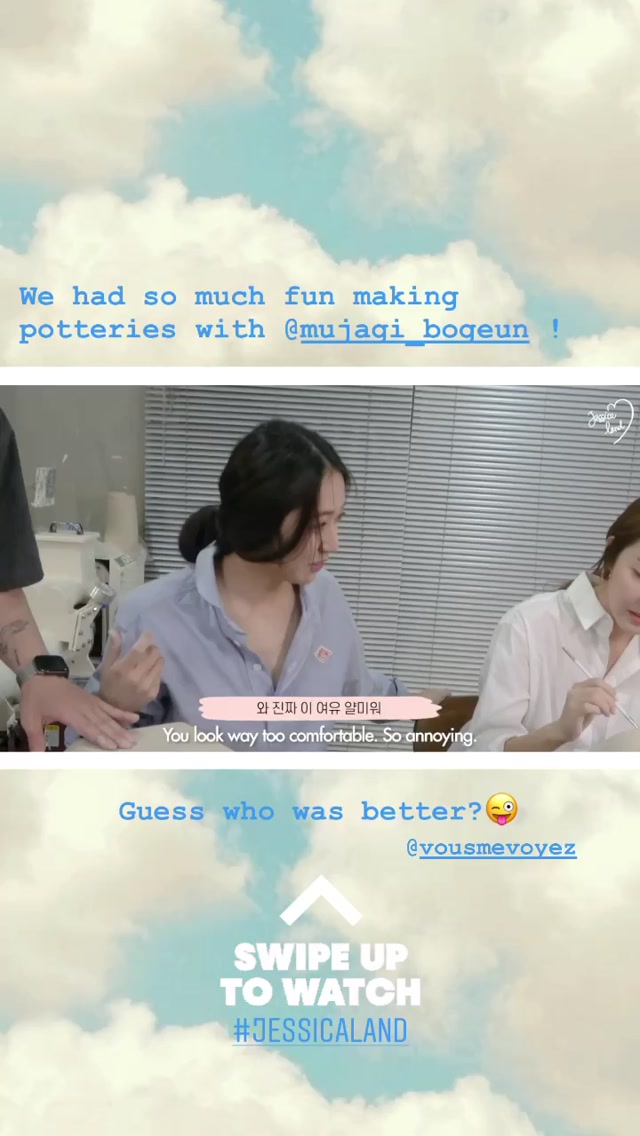 We had so much fun making
potteries with @mujagi_bogeun !
Jessica
Land
와 진짜 이 여유 얄미워
You look way too comfortable. So annoying.
Guess who was better?😜
@vousmevoyez
SWIPE UP
TO WATCH
#JESSICALAND